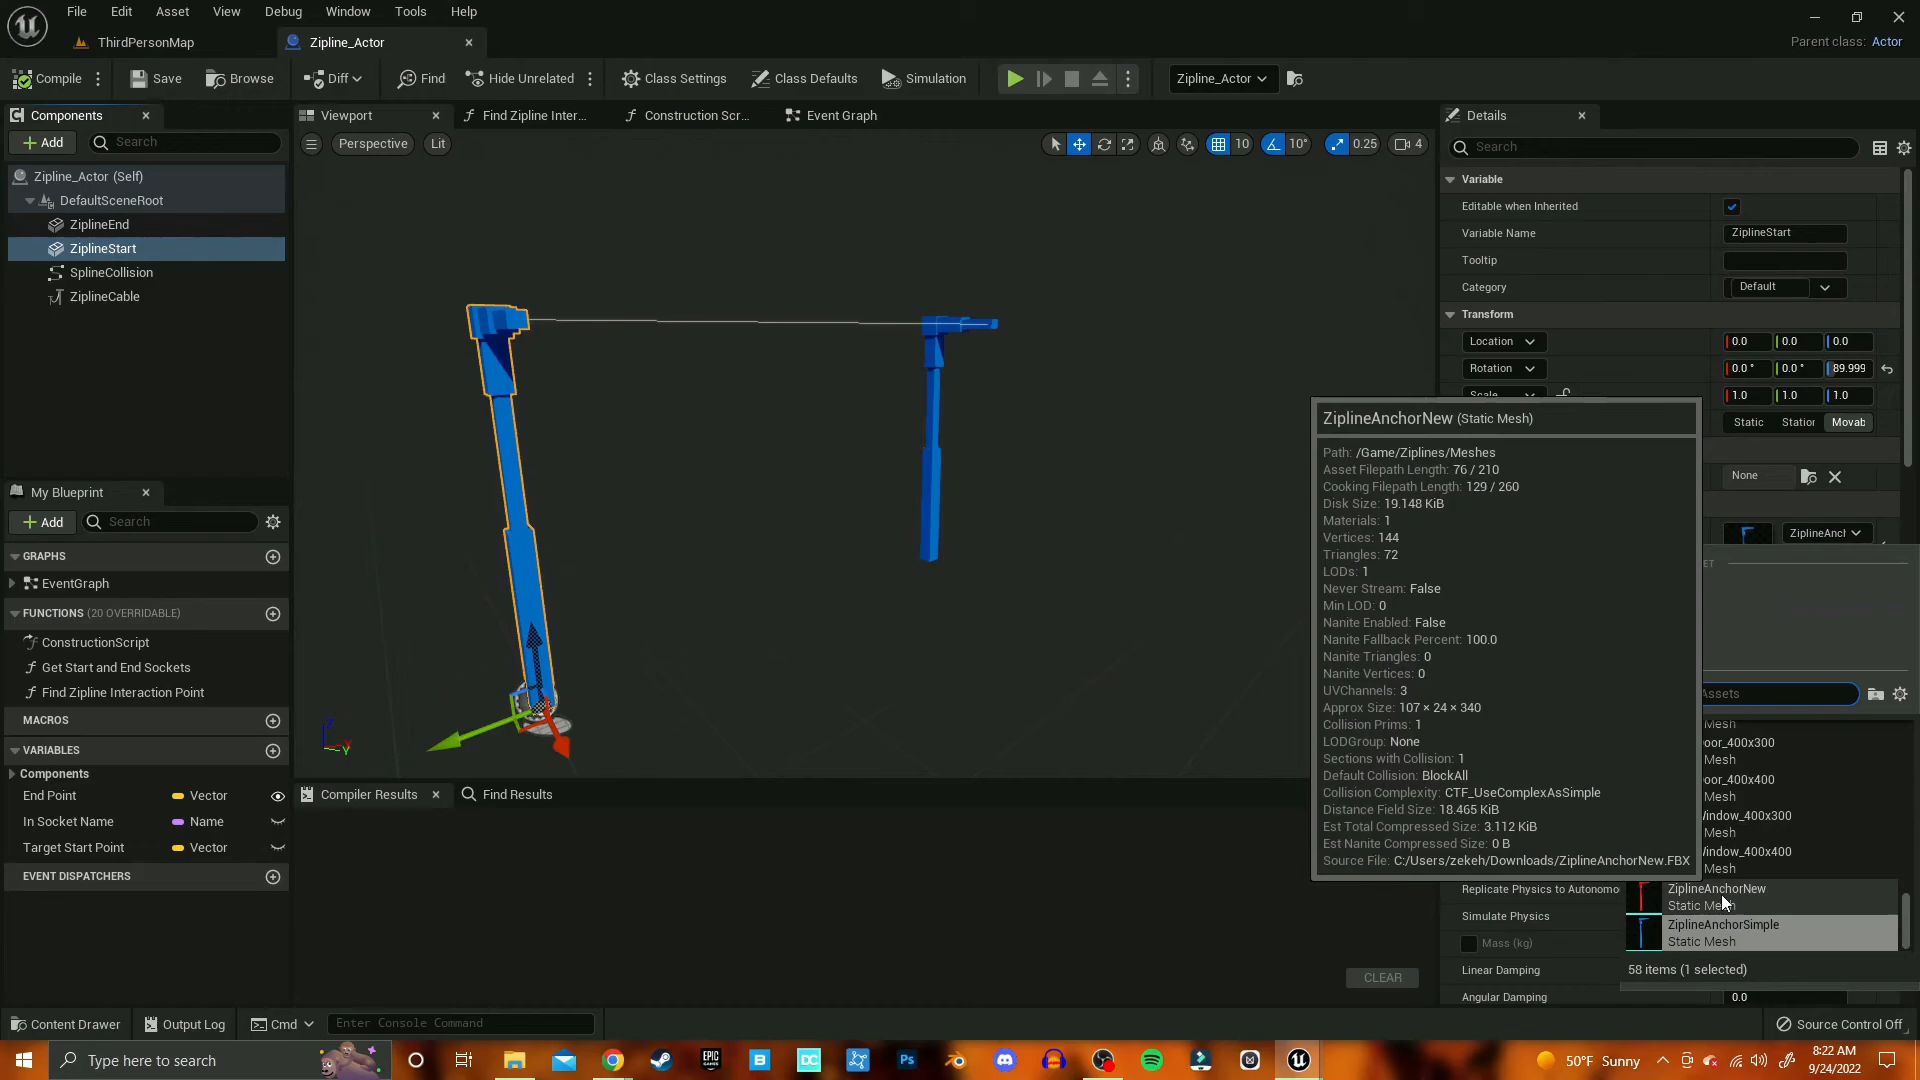 File Edit Asset View Debug Window Tools Help
ThirdPersonMap
Zipline_Actor
Parent class: Actor
Compile Save Browse Diff Find Hide Unrelated Class Settings Class Defaults Simulation Zipline_Actor
Components
Add Search
Zipline_Actor (Self)
DefaultSceneRoot
ZiplineEnd
ZiplineStart
SplineCollision
ZiplineCable
My Blueprint
Add Search
GRAPHS
EventGraph
FUNCTIONS (20 OVERRIDABLE)
ConstructionScript
Get Start and End Sockets
Find Zipline Interaction Point
MACROS
VARIABLES
Components
End Point Vector
In Socket Name Name
Target Start Point Vector
EVENT DISPATCHERS
Viewport Find Zipline Inter... Construction Scr... Event Graph
Perspective Lit 10 10° 0.25 4
Compiler Results Find Results
CLEAR
Details
Search
Variable
Editable when Inherited
Variable Name ZiplineStart
Tooltip
Category Default
Transform
Location 0.0 0.0 0.0
Rotation 0.0 ° 0.0 ° 89.999
Scale 1.0 1.0 1.0
Static Station Movab
None
ZiplineAnch
ZiplineAnchorNew (Static Mesh)
Path: /Game/Ziplines/Meshes
Asset Filepath Length: 76 / 210
Cooking Filepath Length: 129 / 260
Disk Size: 19.148 KiB
Materials: 1
Vertices: 144
Triangles: 72
LODs: 1
Never Stream: False
Min LOD: 0
Nanite Enabled: False
Nanite Fallback Percent: 100.0
Nanite Triangles: 0
Nanite Vertices: 0
UVChannels: 3
Approx Size: 107 × 24 × 340
Collision Prims: 1
LODGroup: None
Sections with Collision: 1
Default Collision: BlockAll
Collision Complexity: CTF_UseComplexAsSimple
Distance Field Size: 18.465 KiB
Est Total Compressed Size: 3.112 KiB
Est Nanite Compressed Size: 0 B
Source File: C:/Users/zekeh/Downloads/ZiplineAnchorNew.FBX
Assets
Mesh
oor_400x300
Mesh
oor_400x400
Mesh
indow_400x300
Mesh
indow_400x400
Mesh
ZiplineAnchorNew
Static Mesh
ZiplineAnchorSimple
Static Mesh
58 items (1 selected)
Replicate Physics to Autonomo
Simulate Physics
Mass (kg)
Linear Damping
Angular Damping 0.0
Content Drawer Output Log Cmd Enter Console Command Source Control Off
Type here to search
50°F Sunny
8:22 AM
9/24/2022